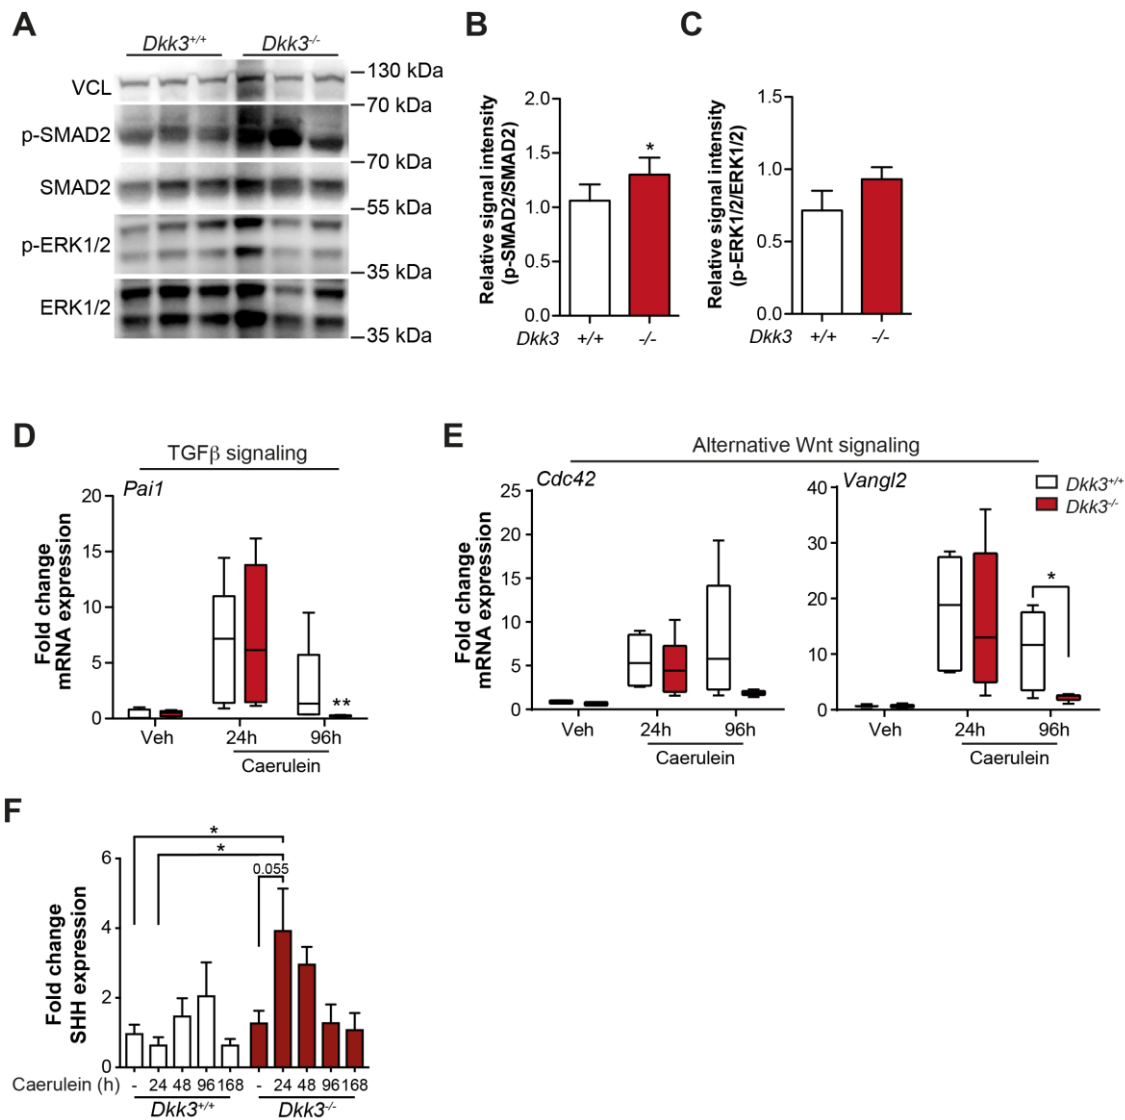 A
Dkk3+/+ Dkk3-/-
VCL
p-SMAD2
SMAD2
p-ERK1/2
ERK1/2
130 kDa
70 kDa
70 kDa
55 kDa
35 kDa
35 kDa
B
Relative signal intensity
(p-SMAD2/SMAD2)
2.0
1.5
1.0
0.5
0.0
*
Dkk3 +/+ -/-
C
Relative signal intensity
(p-ERK1/2/ERK1/2)
1.5
1.0
0.5
0.0
Dkk3 +/+ -/-
D
TGFβ signaling
Pai1
Fold change
mRNA expression
20
15
10
5
0
**
Veh 24h 96h
Caerulein
E
Alternative Wnt signaling
Cdc42
Fold change
mRNA expression
25
20
15
10
5
0
Veh 24h 96h
Caerulein
Vangl2
40
30
20
10
0
*
Veh 24h 96h
Caerulein
Dkk3+/+
Dkk3-/-
F
Fold change
SHH expression
6
4
2
0
*
*
0.055
Caerulein (h) - 24 48 96 168 - 24 48 96 168
Dkk3+/+ Dkk3-/-